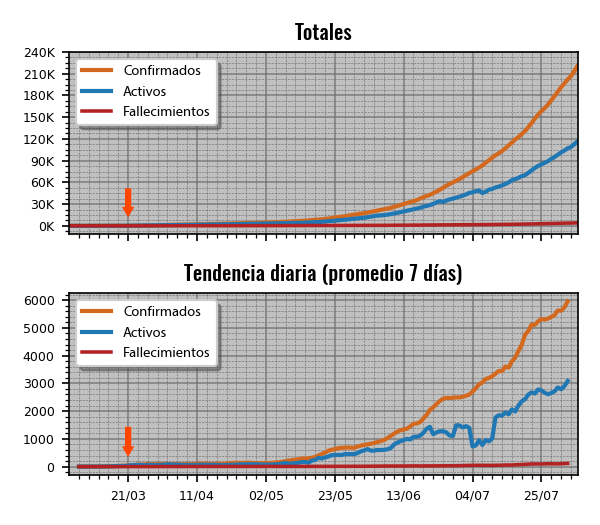 Totales
240K
210K
180K
150K
120K
90K
60K
30K
0K
Confirmados
Activos
Fallecimientos
Tendencia diaria (promedio 7 días)
6000
5000
4000
3000
2000
1000
0
Confirmados
Activos
Fallecimientos
21/03 11/04 02/05 23/05 13/06 04/07 25/07